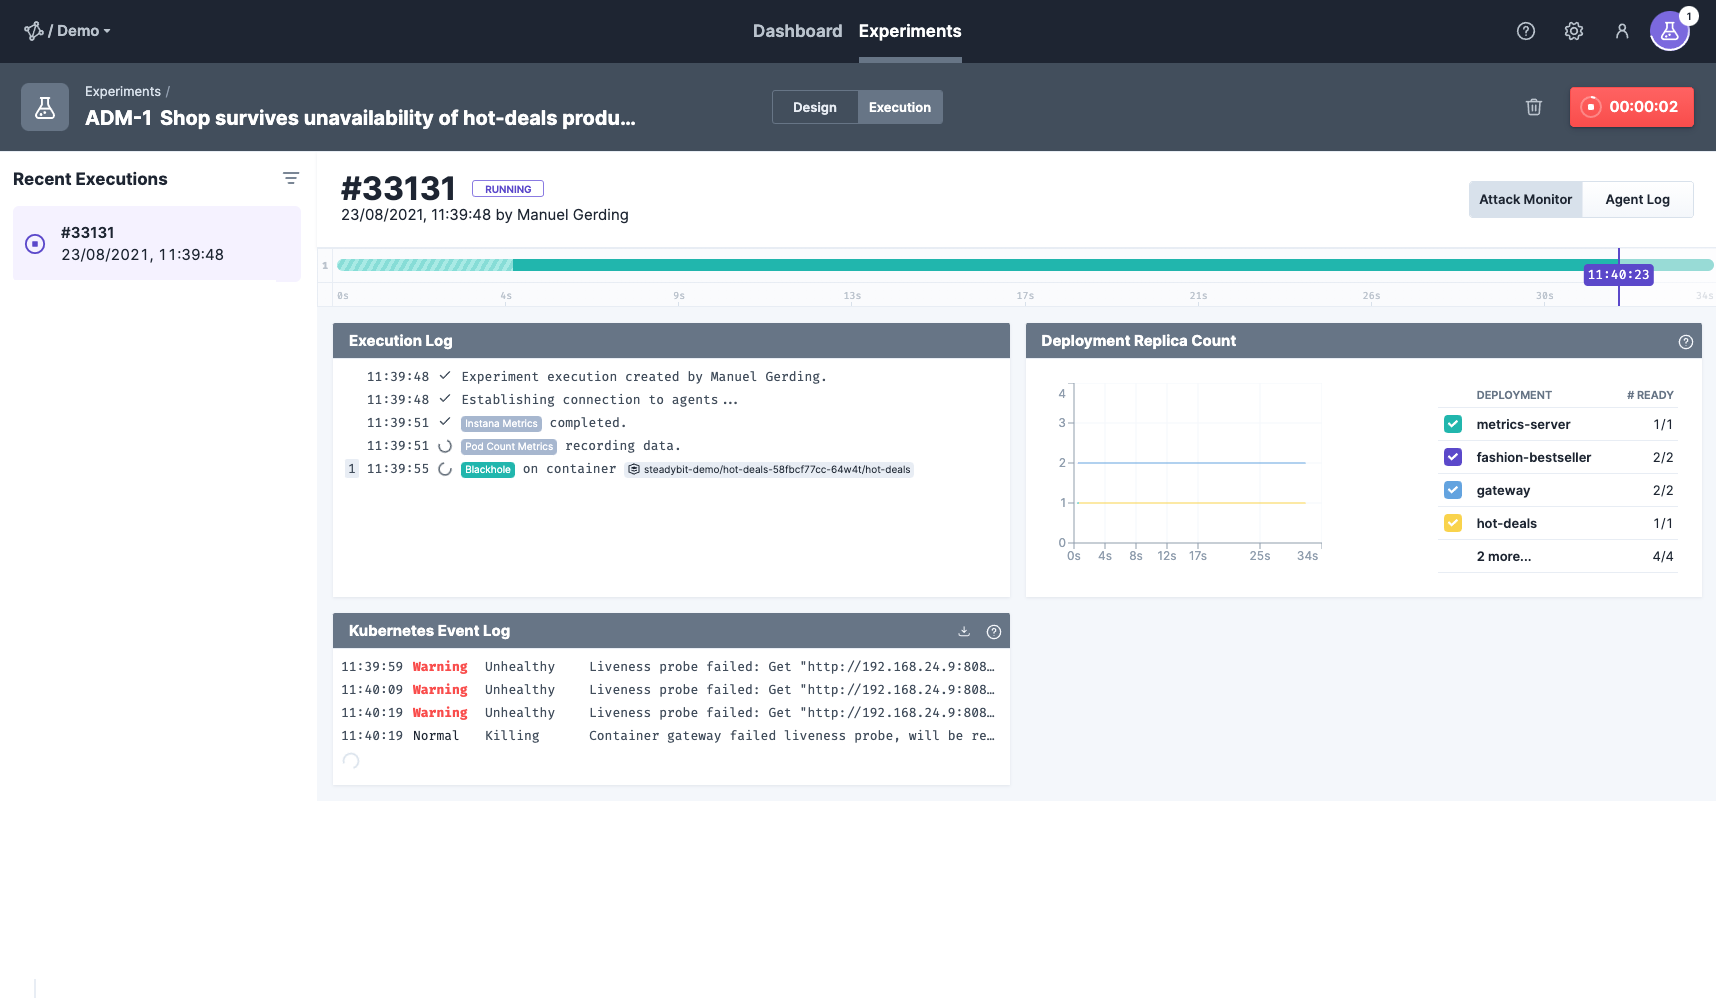 / Demo
Dashboard Experiments
1
Experiments /
ADM-1 Shop survives unavailability of hot-deals produ...
Design Execution
00:00:02
Recent Executions
#33131
23/08/2021, 11:39:48
#33131 RUNNING
23/08/2021, 11:39:48 by Manuel Gerding
Attack Monitor Agent Log
1
11:40:23
0s 4s 9s 13s 17s 21s 26s 30s 34s
Execution Log
11:39:48 Experiment execution created by Manuel Gerding.
11:39:48 Establishing connection to agents...
11:39:51 Instana Metrics completed.
11:39:51 Pod Count Metrics recording data.
1 11:39:55 Blackhole on container steadybit-demo/hot-deals-58fbcf77cc-64w4t/hot-deals
Deployment Replica Count
4
3
2
1
0
0s 4s 8s 12s 17s 25s 34s
DEPLOYMENT # READY
metrics-server 1/1
fashion-bestseller 2/2
gateway 2/2
hot-deals 1/1
2 more... 4/4
Kubernetes Event Log
11:39:59 Warning Unhealthy Liveness probe failed: Get "http://192.168.24.9:808…
11:40:09 Warning Unhealthy Liveness probe failed: Get "http://192.168.24.9:808…
11:40:19 Warning Unhealthy Liveness probe failed: Get "http://192.168.24.9:808…
11:40:19 Normal Killing Container gateway failed liveness probe, will be re…